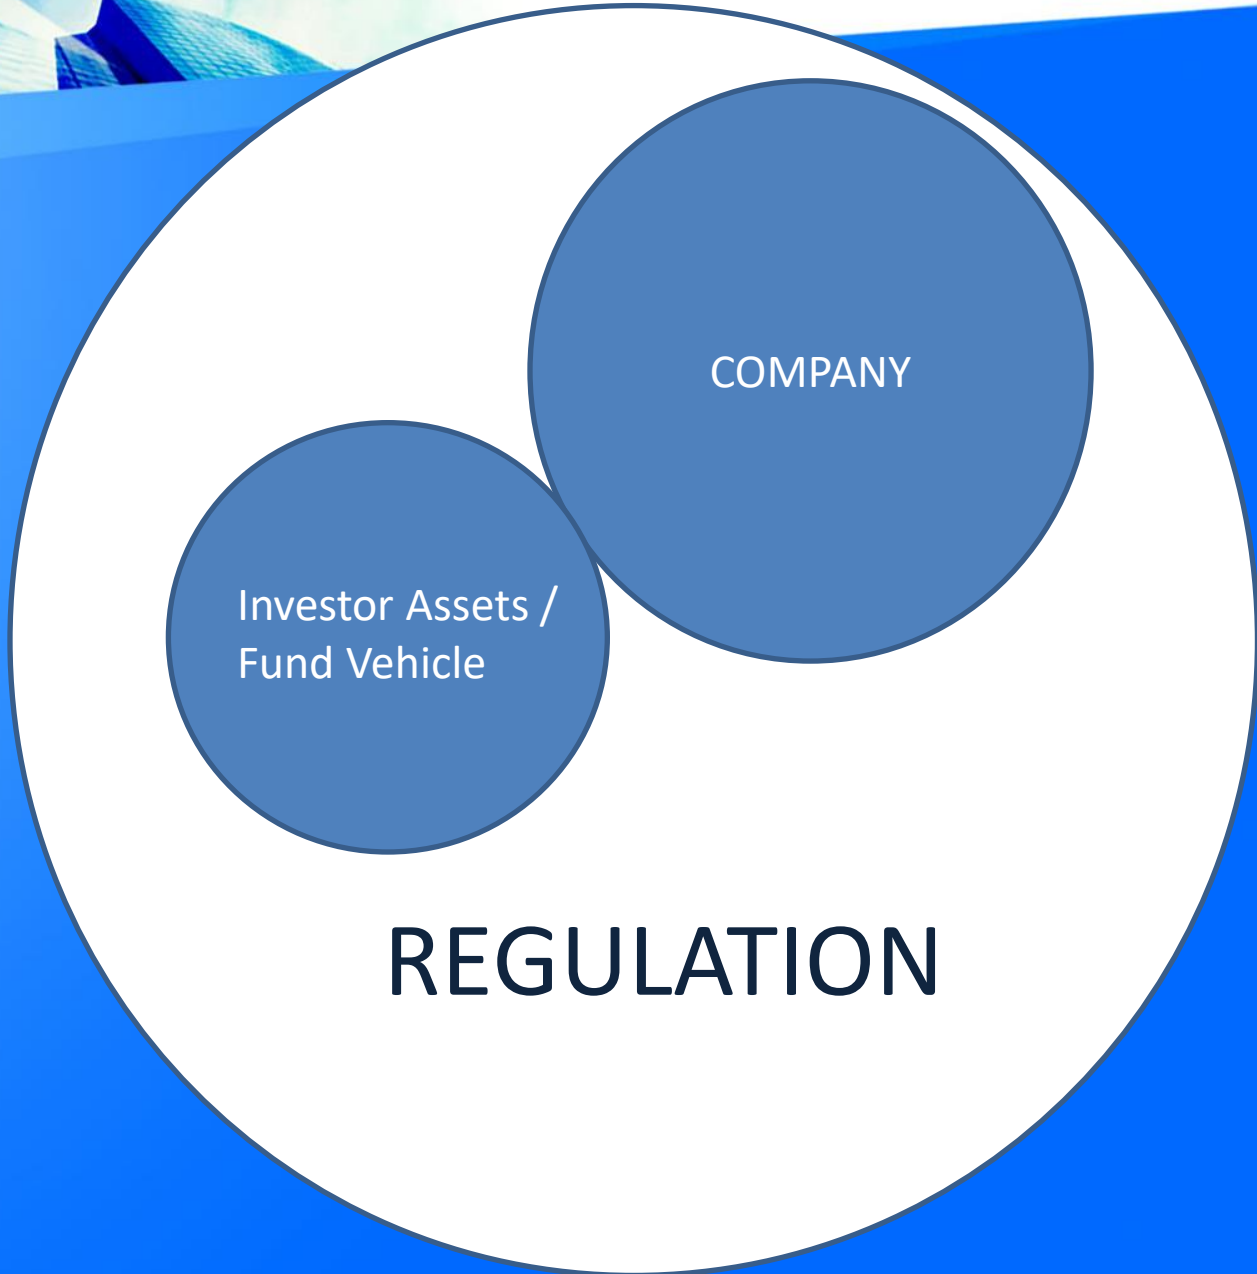 COMPANY
Investor Assets /
Fund Vehicle
REGULATION